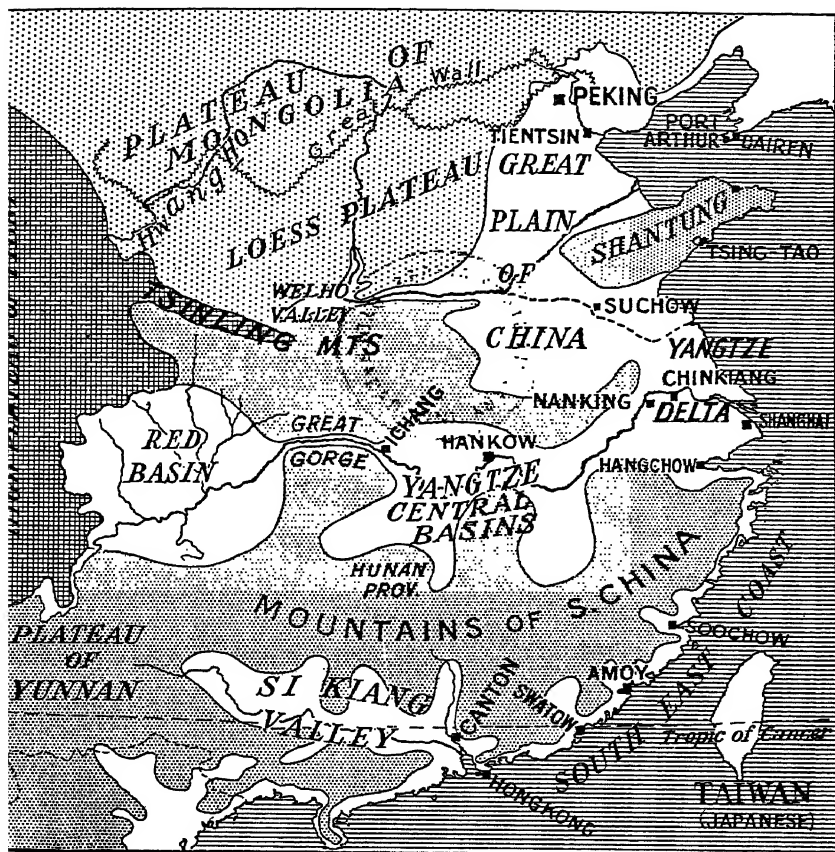 PLATEAU OF
MONGOLIA
Great Wall
Hwang Ho
PEKING
TIENTSIN
PORT
ARTHUR
DAIREN
LOESS PLATEAU
GREAT
PLAIN
OF
CHINA
SHANTUNG
TSING-TAO
WELHO
VALLEY
TSINLING MTS
SUCHOW
YANGTZE
DELTA
CHINKIANG
NANKING
SHANGHAI
RED
BASIN
GREAT
GORGE
ICHANG
HANKOW
HANGCHOW
YANGTZE
CENTRAL
BASINS
HUNAN
PROV.
MOUNTAINS OF S. CHINA
SOUTH EAST COAST
SOOCHOW
PLATEAU
OF
YUNNAN
SI KIANG
VALLEY
CANTON
SWATOW
AMOY
HONGKONG
Tropic of Cancer
TAIWAN
(JAPANESE)